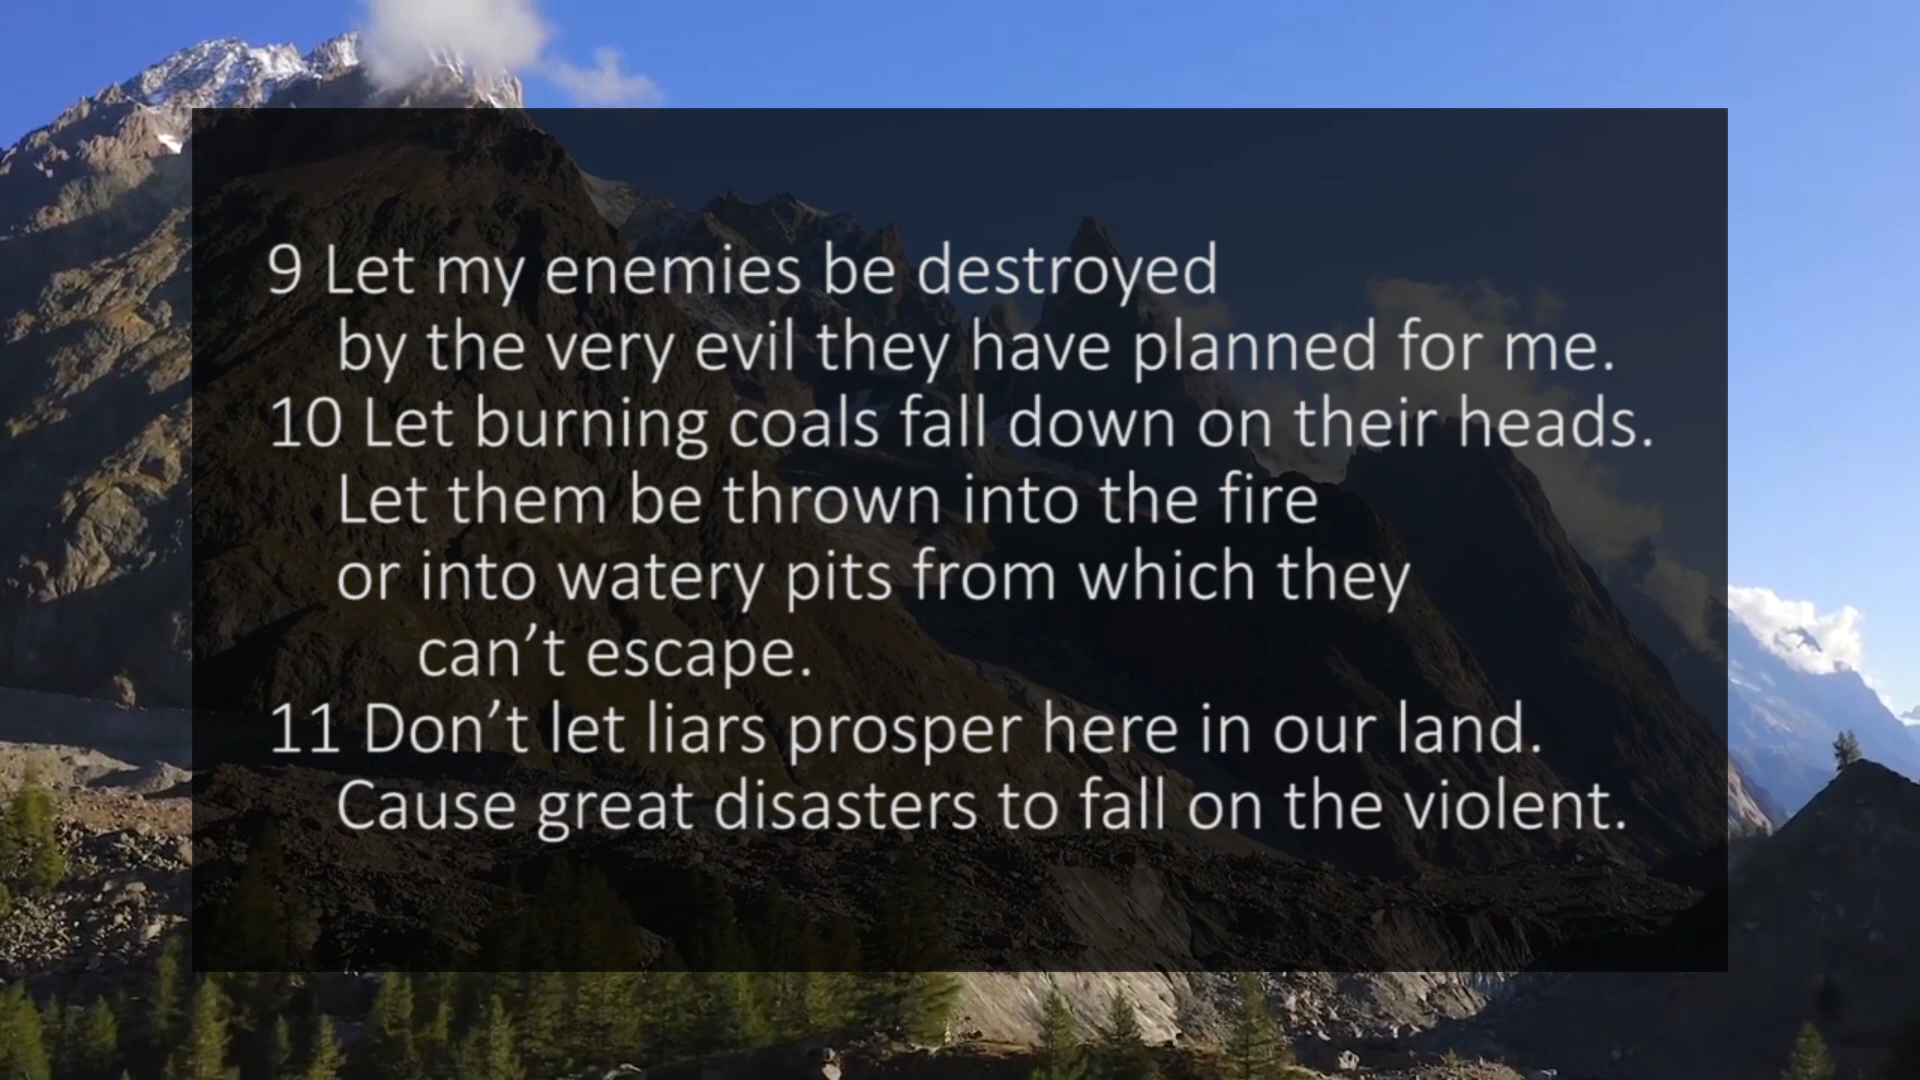 9 Let my enemies be destroyed
by the very evil they have planned for me.
10 Let burning coals fall down on their heads.
Let them be thrown into the fire
or into watery pits from which they
can’t escape.
11 Don’t let liars prosper here in our land.
Cause great disasters to fall on the violent.